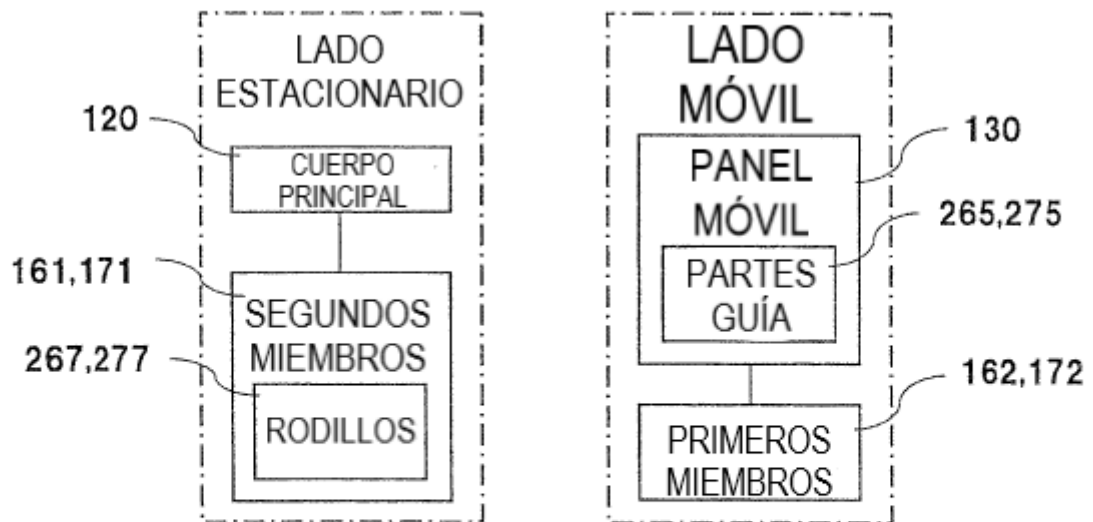 LADO
ESTACIONARIO
120
CUERPO
PRINCIPAL
161,171
SEGUNDOS
MIEMBROS
267,277
RODILLOS
LADO
MÓVIL
130
PANEL
MÓVIL
265,275
PARTES
GUÍA
162,172
PRIMEROS
MIEMBROS